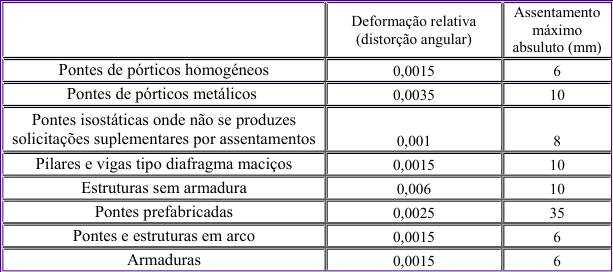 Deformação relativa
(distorção angular)
Assentamento
máximo
absuluto (mm)
Pontes de pórticos homogéneos 0,0015 6
Pontes de pórticos metálicos 0,0035 10
Pontes isostáticas onde não se produzes
solicitações suplementares por assentamentos 0,001 8
Pilares e vigas tipo diafragma maciços 0,0015 10
Estruturas sem armadura 0,006 10
Pontes prefabricadas 0,0025 35
Pontes e estruturas em arco 0,0015 6
Armaduras 0,0015 6